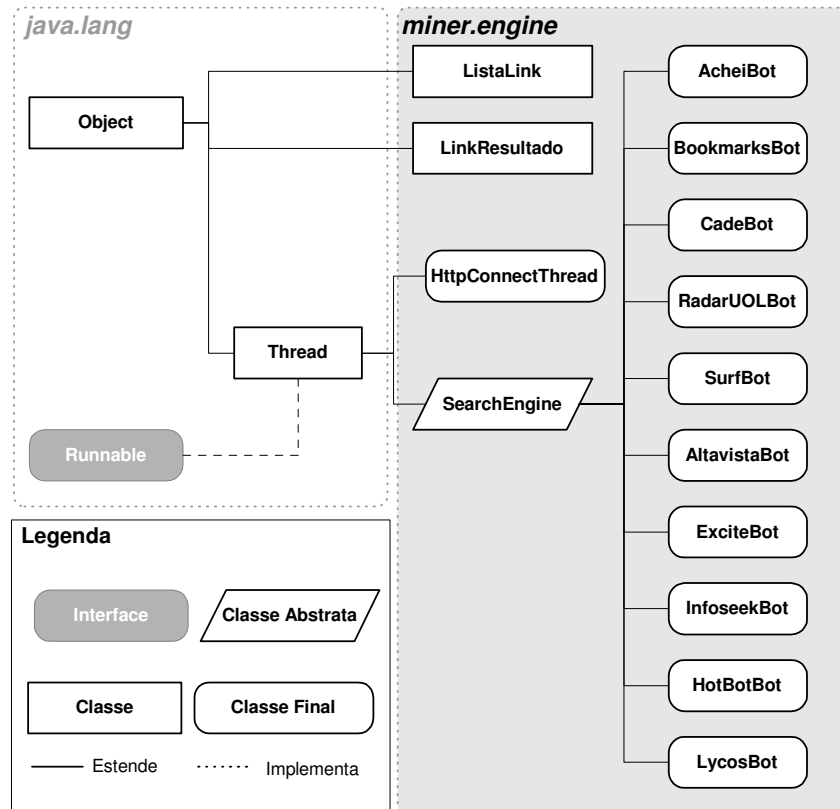 java.lang
Object
Thread
Runnable
miner.engine
ListaLink
LinkResultado
HttpConnectThread
SearchEngine
AcheiBot
BookmarksBot
CadeBot
RadarUOLBot
SurfBot
AltavistaBot
ExciteBot
InfoseekBot
HotBotBot
LycosBot
Legenda
Interface
Classe Abstrata
Classe
Classe Final
Estende
Implementa